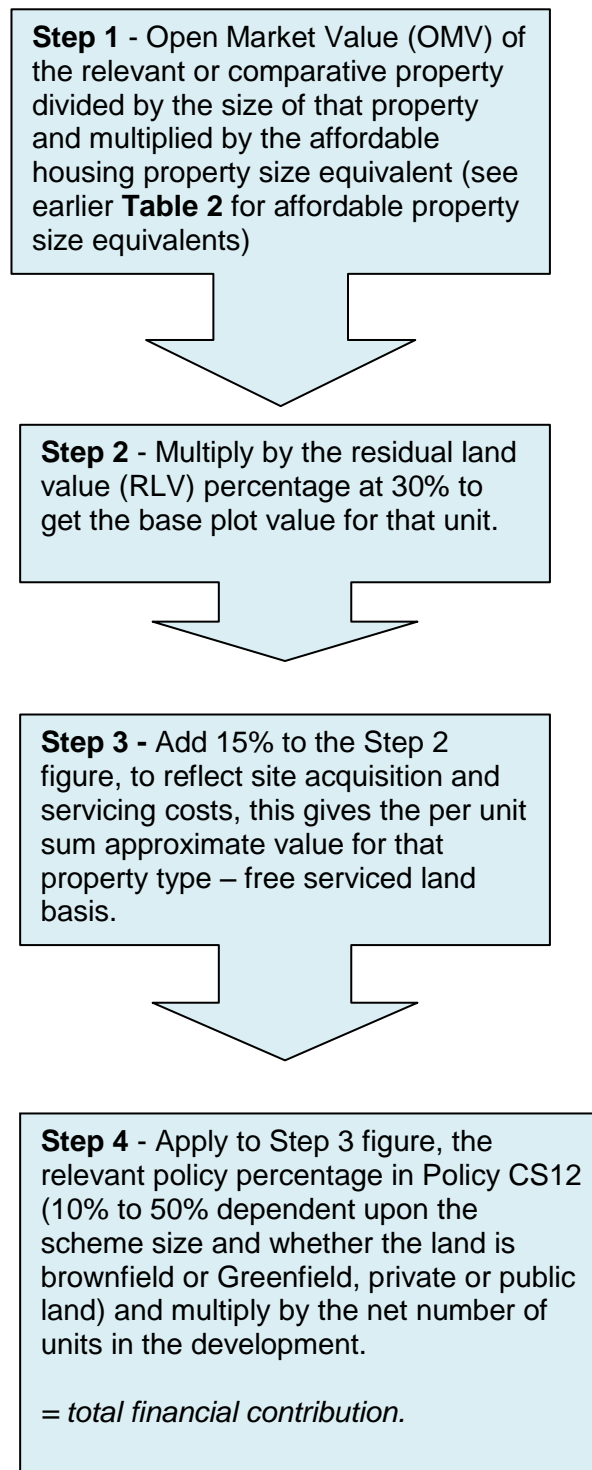 Step 1 - Open Market Value (OMV) of
the relevant or comparative property
divided by the size of that property
and multiplied by the affordable
housing property size equivalent (see
earlier Table 2 for affordable property
size equivalents)
Step 2 - Multiply by the residual land
value (RLV) percentage at 30% to
get the base plot value for that unit.
Step 3 - Add 15% to the Step 2
figure, to reflect site acquisition and
servicing costs, this gives the per unit
sum approximate value for that
property type – free serviced land
basis.
Step 4 - Apply to Step 3 figure, the
relevant policy percentage in Policy CS12
(10% to 50% dependent upon the
scheme size and whether the land is
brownfield or Greenfield, private or public
land) and multiply by the net number of
units in the development.
= total financial contribution.